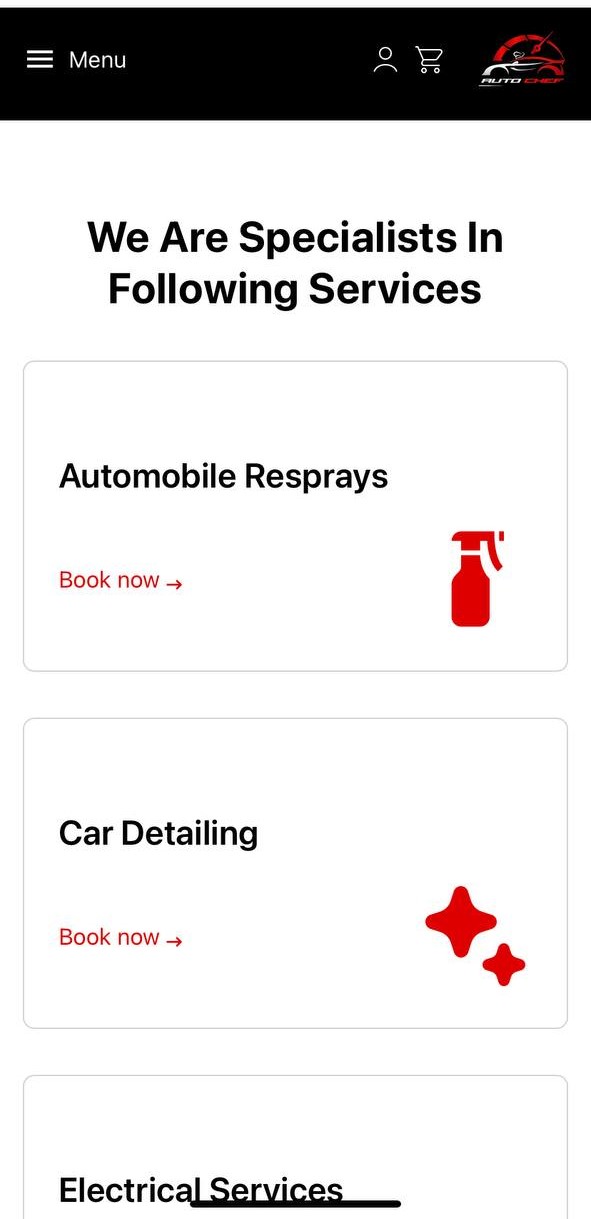 Menu
AUTO CHEF
We Are Specialists In
Following Services
Automobile Resprays
Book now →
Car Detailing
Book now →
Electrical Services